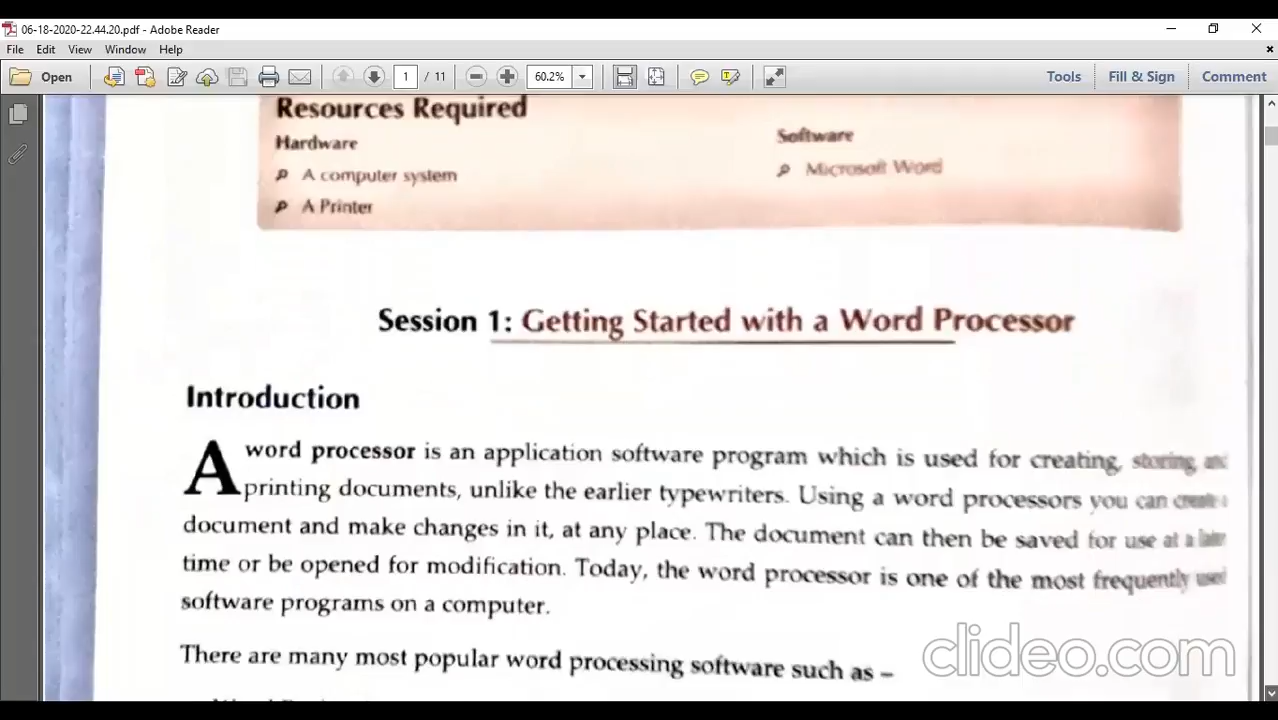 06-18-2020-22.44.20.pdf - Adobe Reader
File Edit View Window Help
Open 1 / 11 60.2% Tools Fill & Sign Comment
Resources Required
Hardware
Software
A computer system
Microsoft Word
A Printer
Session 1: Getting Started with a Word Processor
Introduction
A word processor is an application software program which is used for creating, storing and
printing documents, unlike the earlier typewriters. Using a word processors you can create a
document and make changes in it, at any place. The document can then be saved for use at a later
time or be opened for modification. Today, the word processor is one of the most frequently used
software programs on a computer.
There are many most popular word processing software such as –
clideo.com